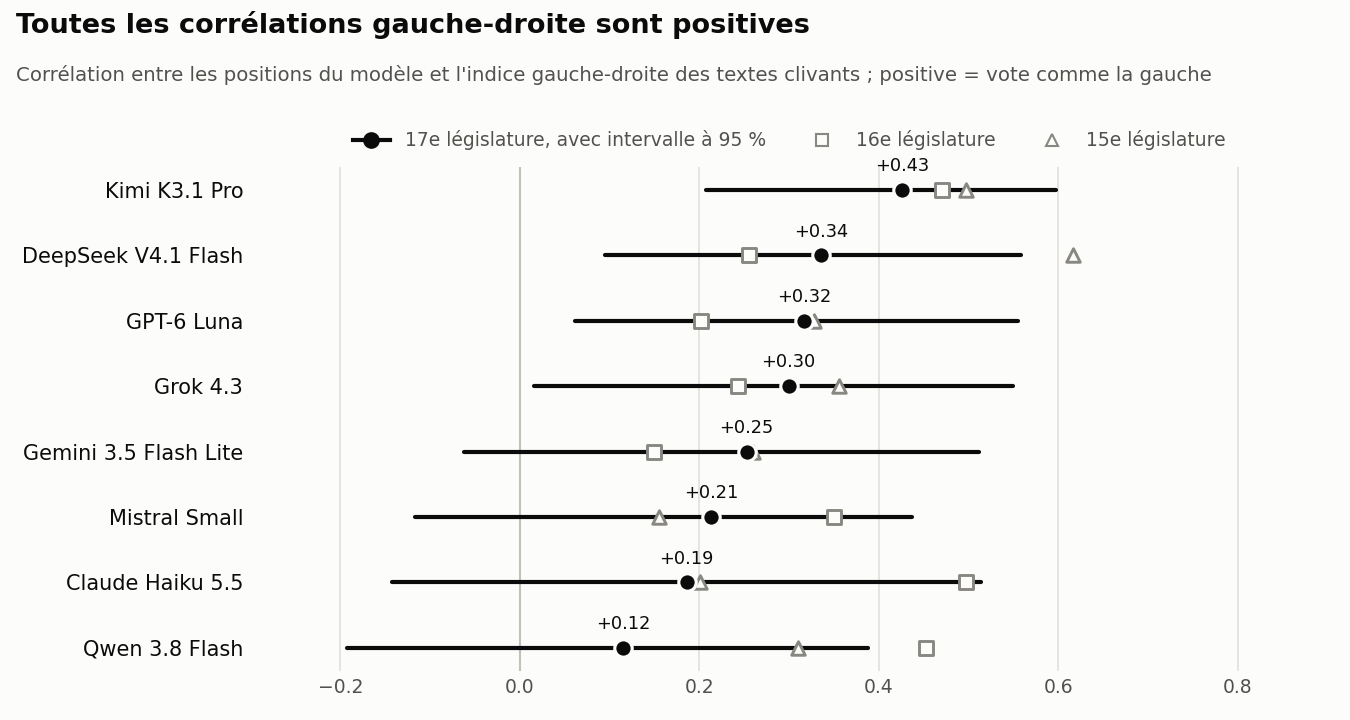 Toutes les corrélations gauche-droite sont positives
Corrélation entre les positions du modèle et l'indice gauche-droite des textes clivants ; positive = vote comme la gauche
17e législature, avec intervalle à 95 %
16e législature
15e législature
+0.43
Kimi K3.1 Pro
+0.34
DeepSeek V4.1 Flash
+0.32
GPT-6 Luna
+0.30
Grok 4.3
+0.25
Gemini 3.5 Flash Lite
+0.21
Mistral Small
+0.19
Claude Haiku 5.5
+0.12
Qwen 3.8 Flash
−0.2 0.0 0.2 0.4 0.6 0.8